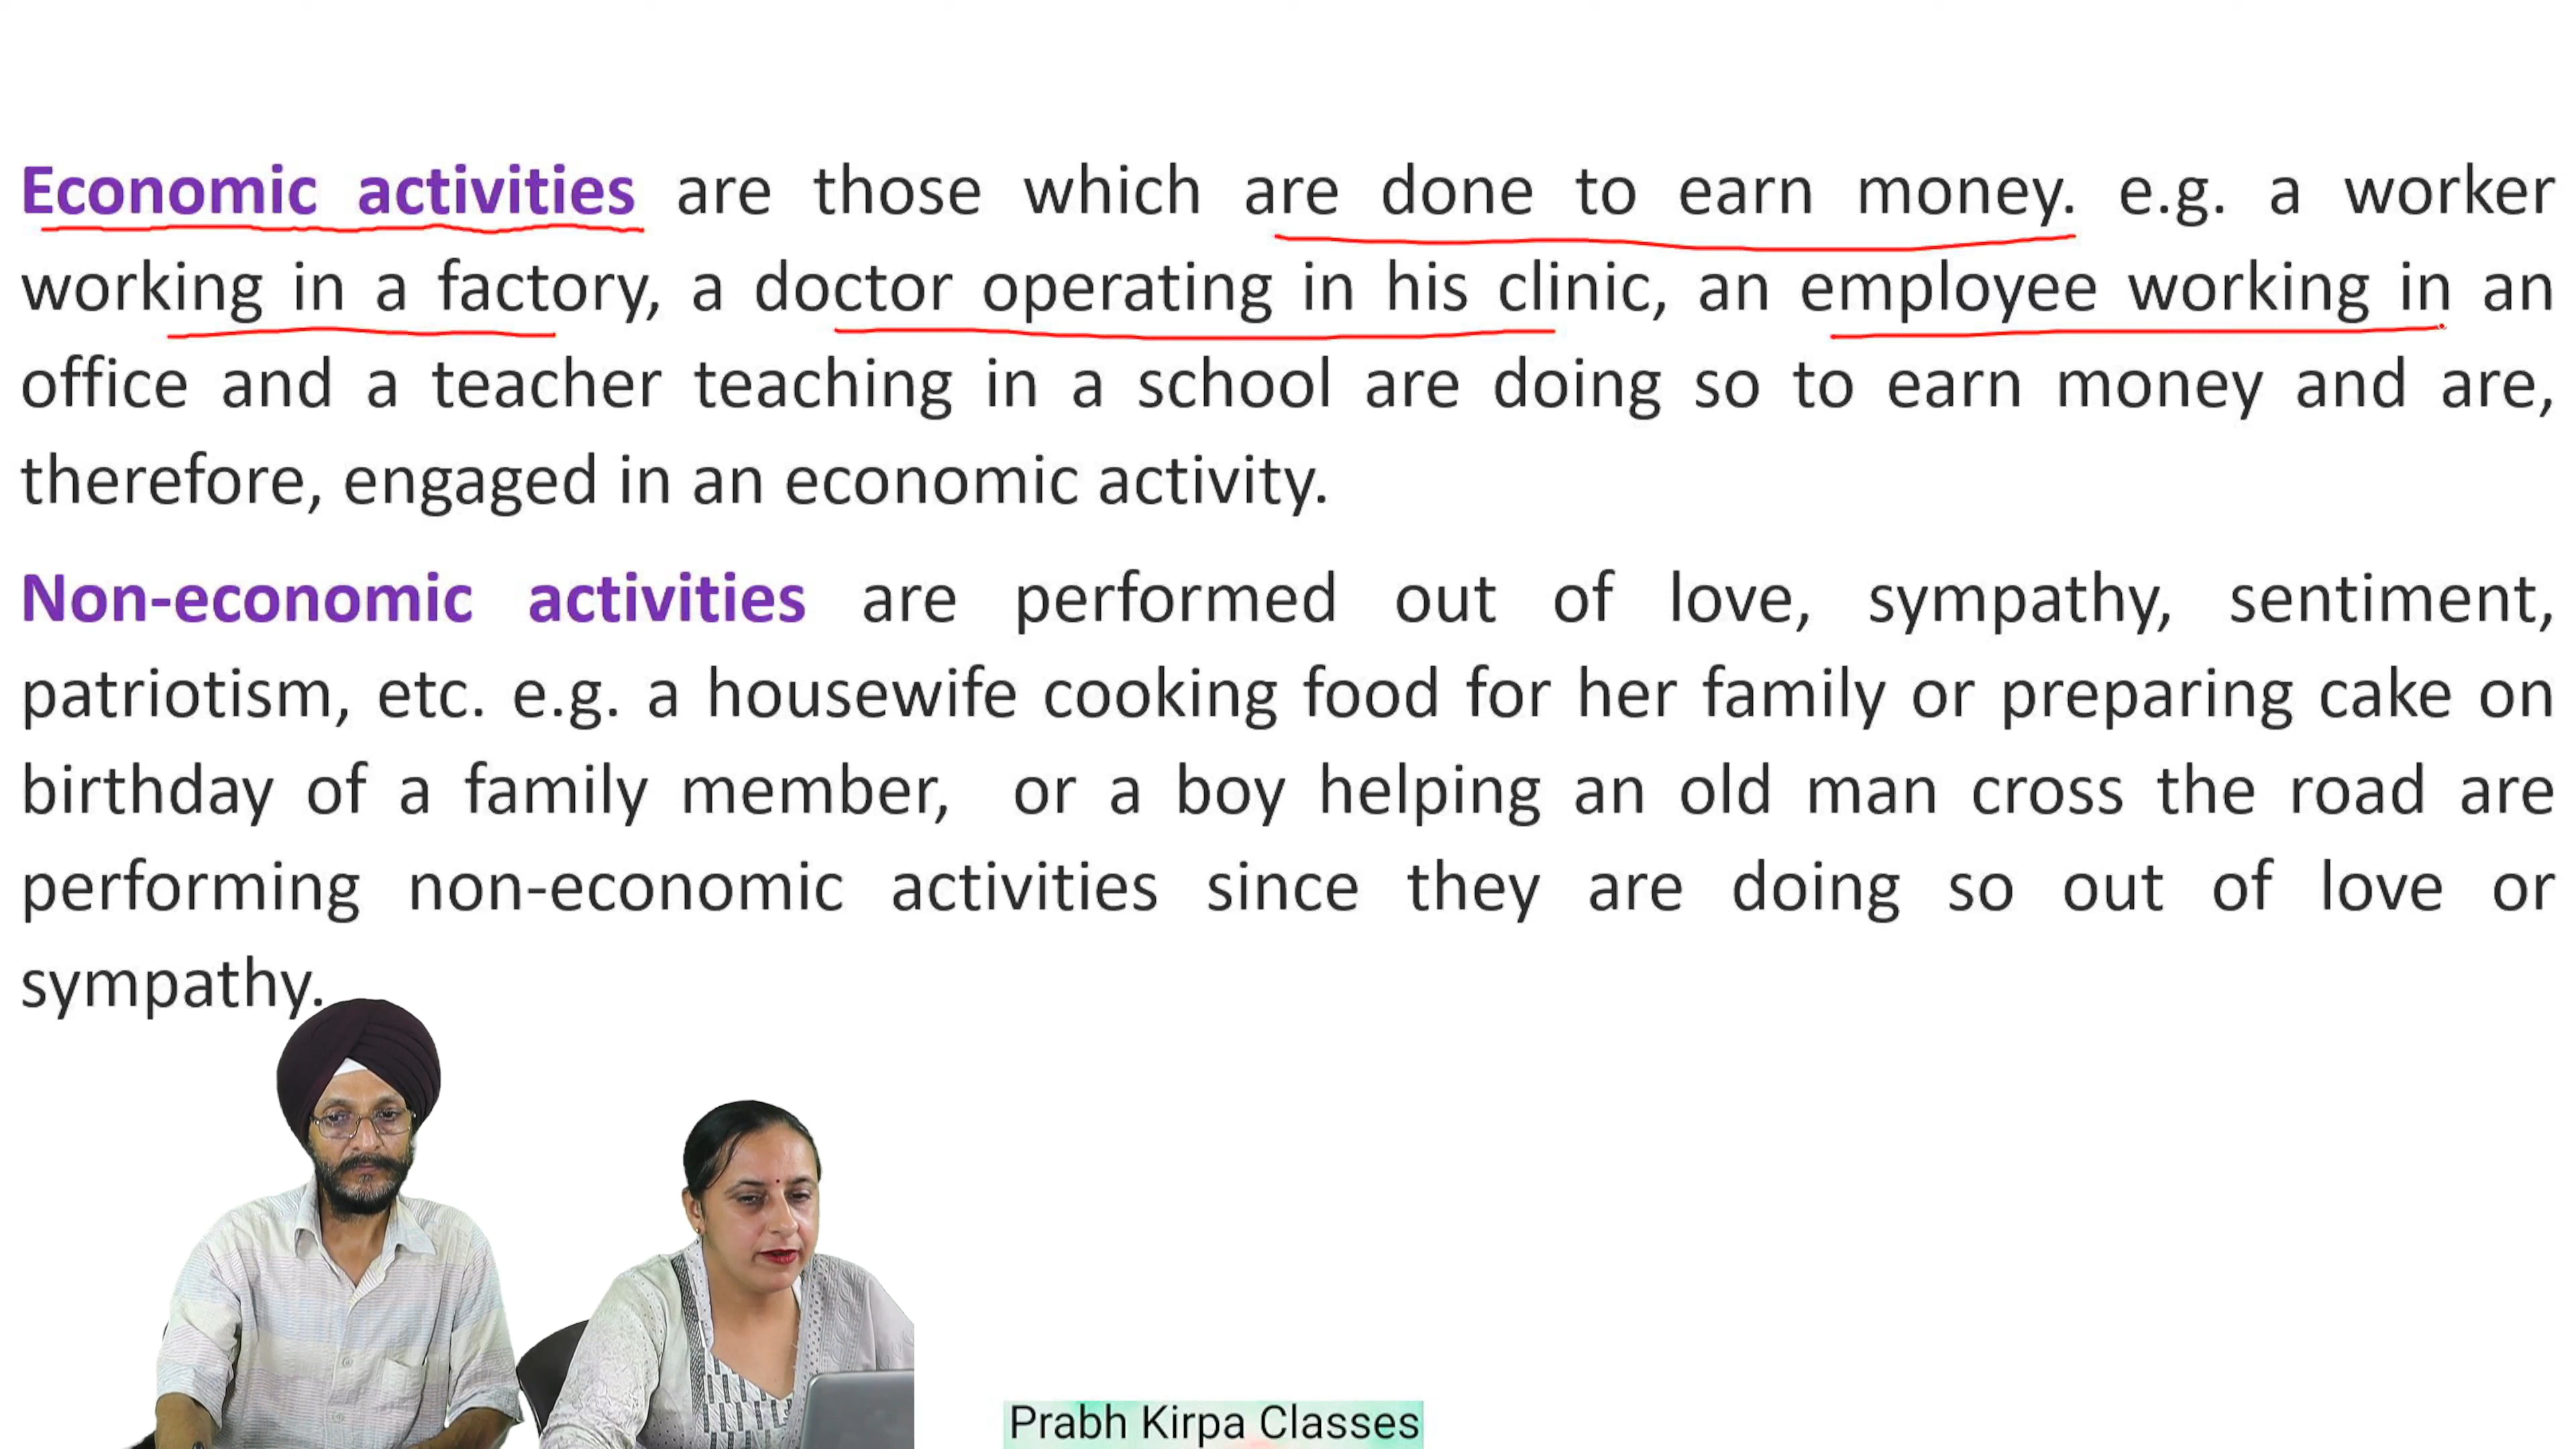 Economic activities are those which are done to earn money. e.g. a worker
working in a factory, a doctor operating in his clinic, an employee working in an
office and a teacher teaching in a school are doing so to earn money and are,
therefore, engaged in an economic activity.
Non-economic activities are performed out of love, sympathy, sentiment,
patriotism, etc. e.g. a housewife cooking food for her family or preparing cake on
birthday of a family member, or a boy helping an old man cross the road are
performing non-economic activities since they are doing so out of love or
sympathy.
Prabh Kirpa Classes